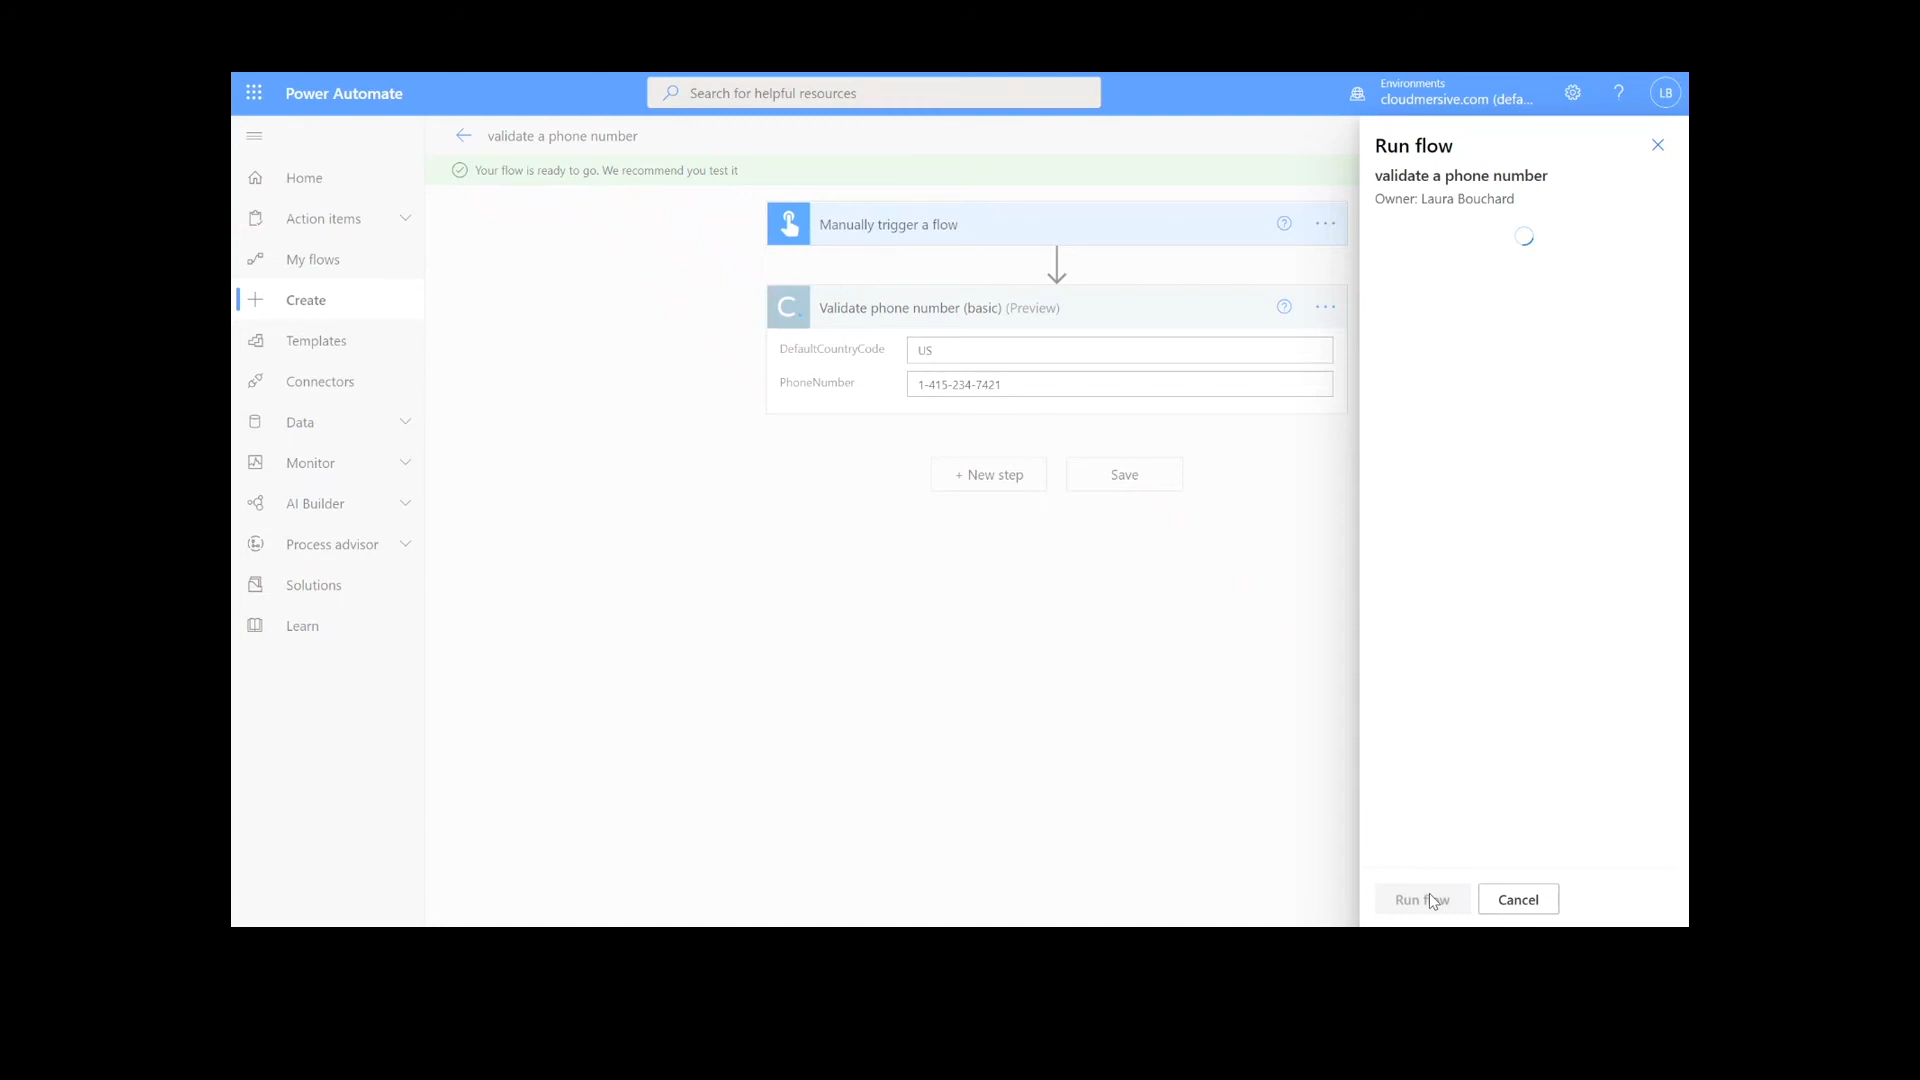 Power Automate
Search for helpful resources
Environments
cloudmersive.com (defa...
?
LB
validate a phone number
Your flow is ready to go. We recommend you test it
Home
Action items
My flows
Create
Templates
Connectors
Data
Monitor
AI Builder
Process advisor
Solutions
Learn
Manually trigger a flow
C.
Validate phone number (basic) (Preview)
DefaultCountryCode
US
PhoneNumber
1-415-234-7421
+ New step
Save
Run flow
validate a phone number
Owner: Laura Bouchard
Run flow
Cancel